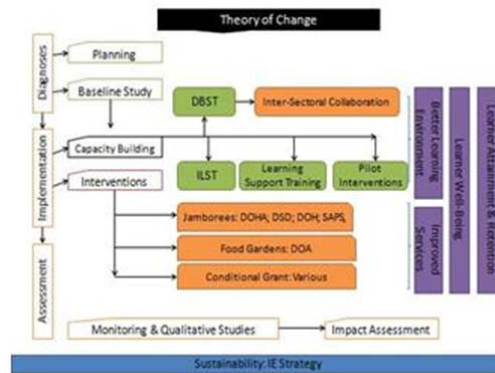 Theory of Change
Diagnoses
Planning
Baseline Study
DBST
Inter-Sectoral Collaboration
Implementation
Capacity Building
Interventions
ILST
Learning
Support Training
Pilot
Interventions
Jamborees: DOHA; DSD; DOH; SAPS,
Food Gardens: DOA
Conditional Grant: Various
Better Learning
Environment
Improved
Services
Learner Well-Being
Learner Attainment & Retention
Assessment
Monitoring & Qualitative Studies
Impact Assessment
Sustainability: IE Strategy